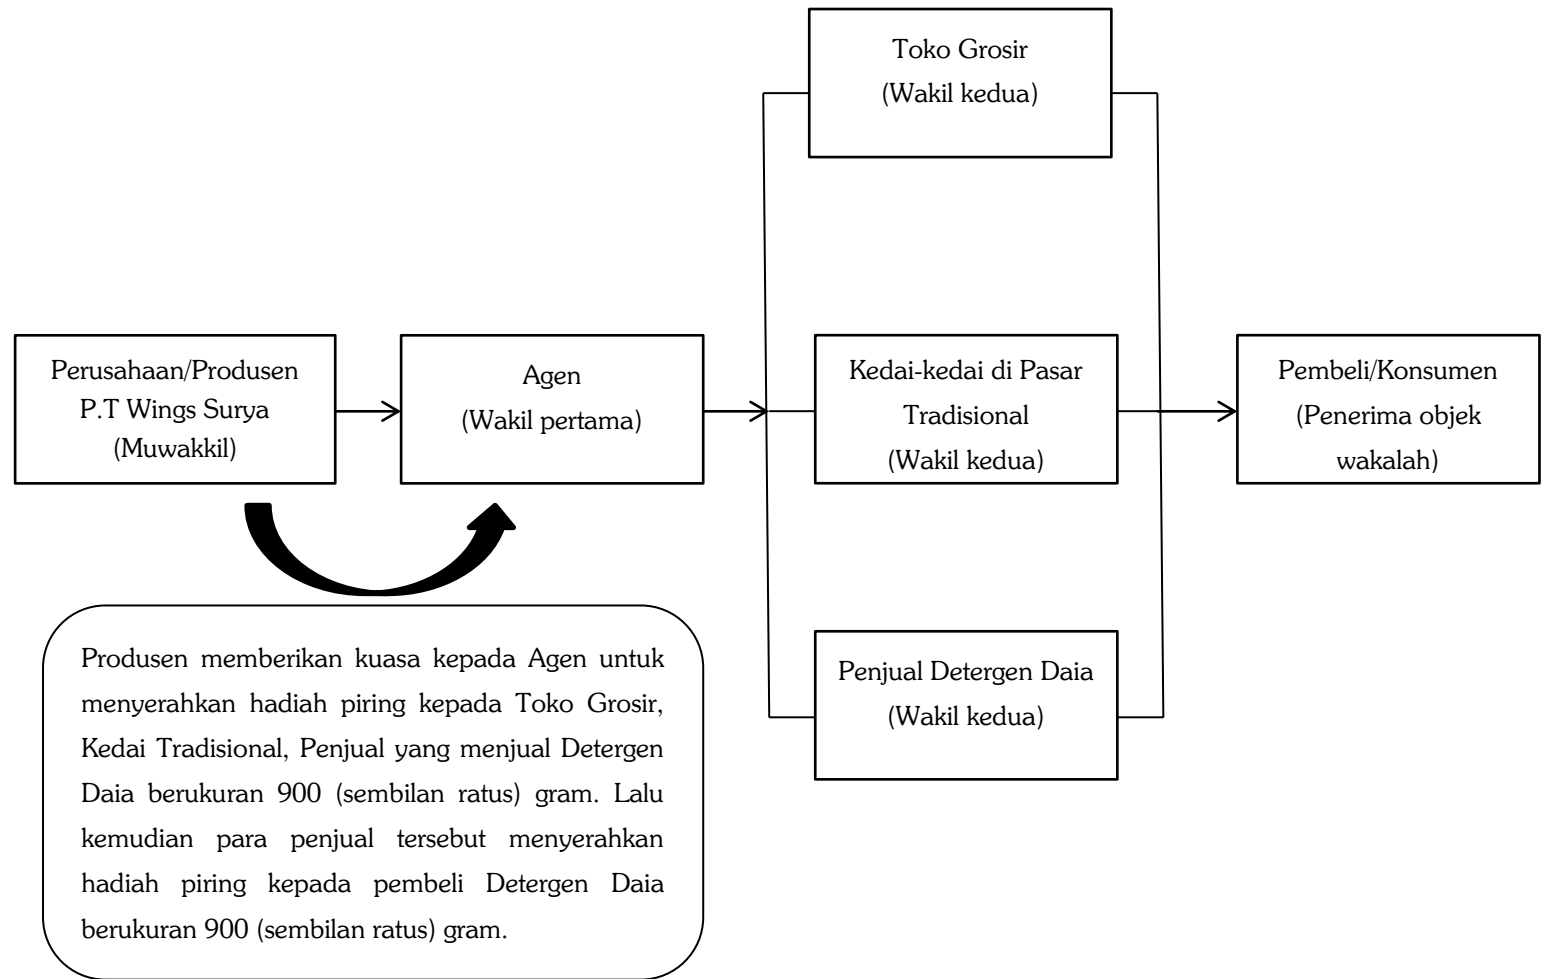 Toko Grosir
(Wakil kedua)
Perusahaan/Produsen
P.T Wings Surya
(Muwakkil)
Agen
(Wakil pertama)
Kedai-kedai di Pasar
Tradisional
(Wakil kedua)
Pembeli/Konsumen
(Penerima objek
wakalah)
Penjual Detergen Daia
(Wakil kedua)
Produsen memberikan kuasa kepada Agen untuk
menyerahkan hadiah piring kepada Toko Grosir,
Kedai Tradisional, Penjual yang menjual Detergen
Daia berukuran 900 (sembilan ratus) gram. Lalu
kemudian para penjual tersebut menyerahkan
hadiah piring kepada pembeli Detergen Daia
berukuran 900 (sembilan ratus) gram.